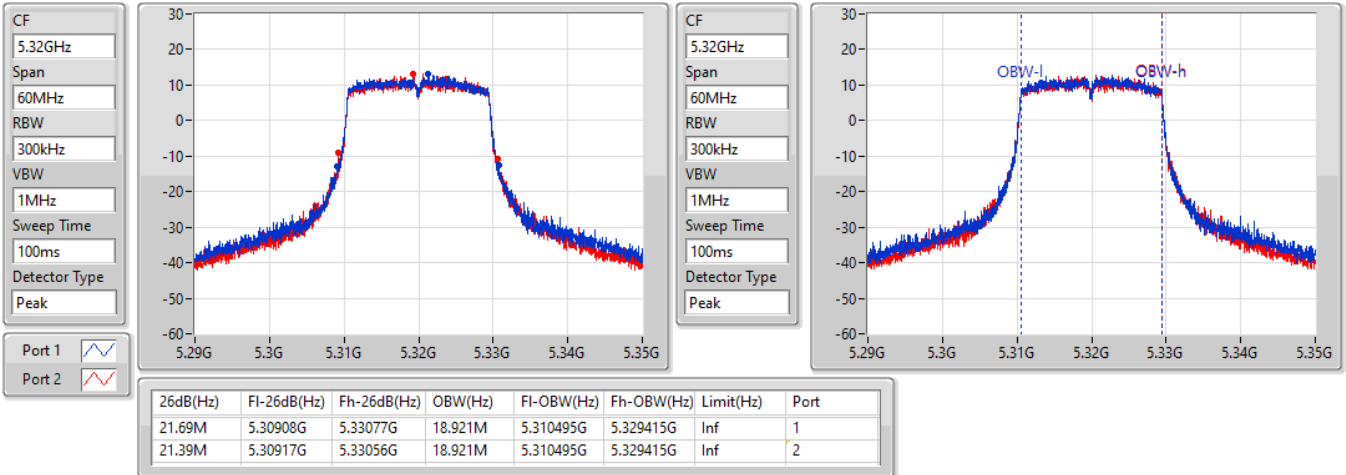 CF
5.32GHz
Span
60MHz
RBW
300kHz
VBW
1MHz
Sweep Time
100ms
Detector Type
Peak
Port 1
Port 2
30
20
10
0
-10
-20
-30
-40
-50
-60
5.29G 5.3G 5.31G 5.32G 5.33G 5.34G 5.35G
CF
5.32GHz
Span
60MHz
RBW
300kHz
VBW
1MHz
Sweep Time
100ms
Detector Type
Peak
30
20
10
0
-10
-20
-30
-40
-50
-60
OBW-l OBW-h
5.29G 5.3G 5.31G 5.32G 5.33G 5.34G 5.35G
26dB(Hz) Fl-26dB(Hz) Fh-26dB(Hz) OBW(Hz) Fl-OBW(Hz) Fh-OBW(Hz) Limit(Hz) Port
21.69M 5.30908G 5.33077G 18.921M 5.310495G 5.329415G Inf 1
21.39M 5.30917G 5.33056G 18.921M 5.310495G 5.329415G Inf 2